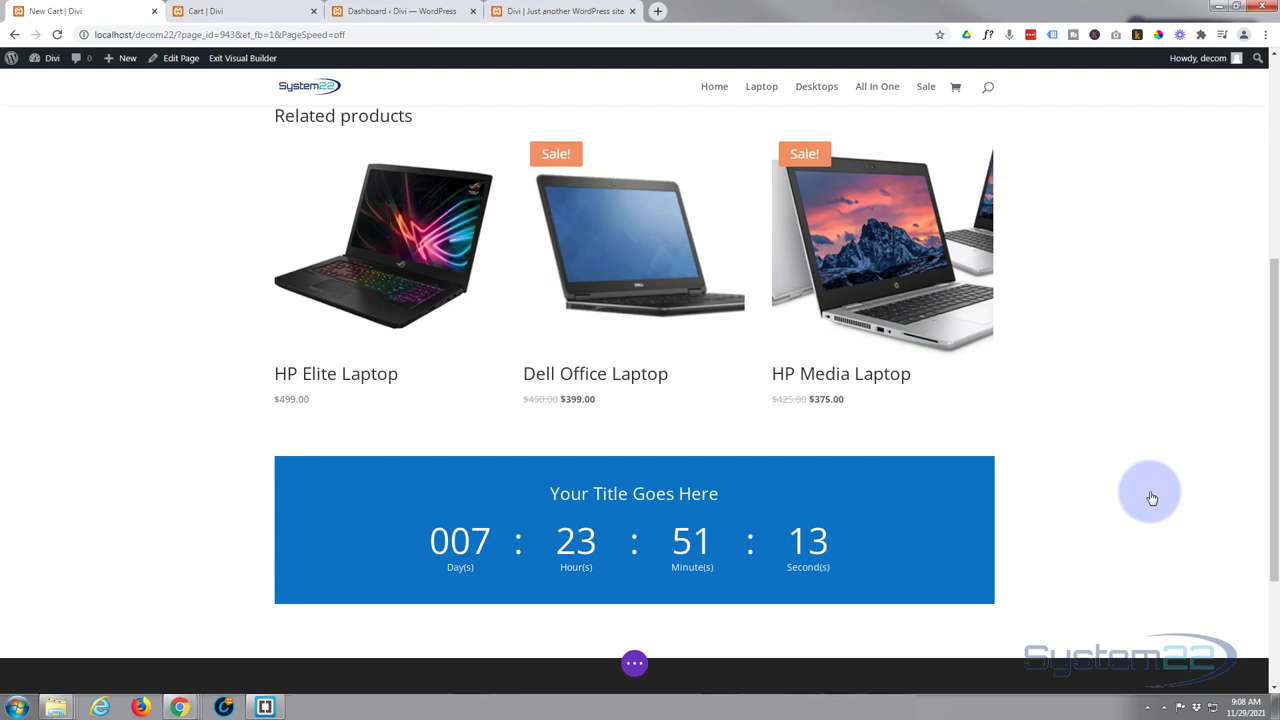 New Cart | Divi
Cart | Divi
Dashboard ‹ Divi — WordPress
Divi | Just another WordPress site
localhost/decom22/?page_id=943&et_fb=1&PageSpeed=off
Divi
0
New
Edit Page
Exit Visual Builder
Howdy, decom
System22
Home
Laptop
Desktops
All In One
Sale
Related products
Sale!
Sale!
HP Elite Laptop
Dell Office Laptop
HP Media Laptop
$499.00
$450.00 $399.00
$425.00 $375.00
Your Title Goes Here
007 : 23 : 51 : 13
Day(s)
Hour(s)
Minute(s)
Second(s)
System22
9:08 AM
11/29/2021